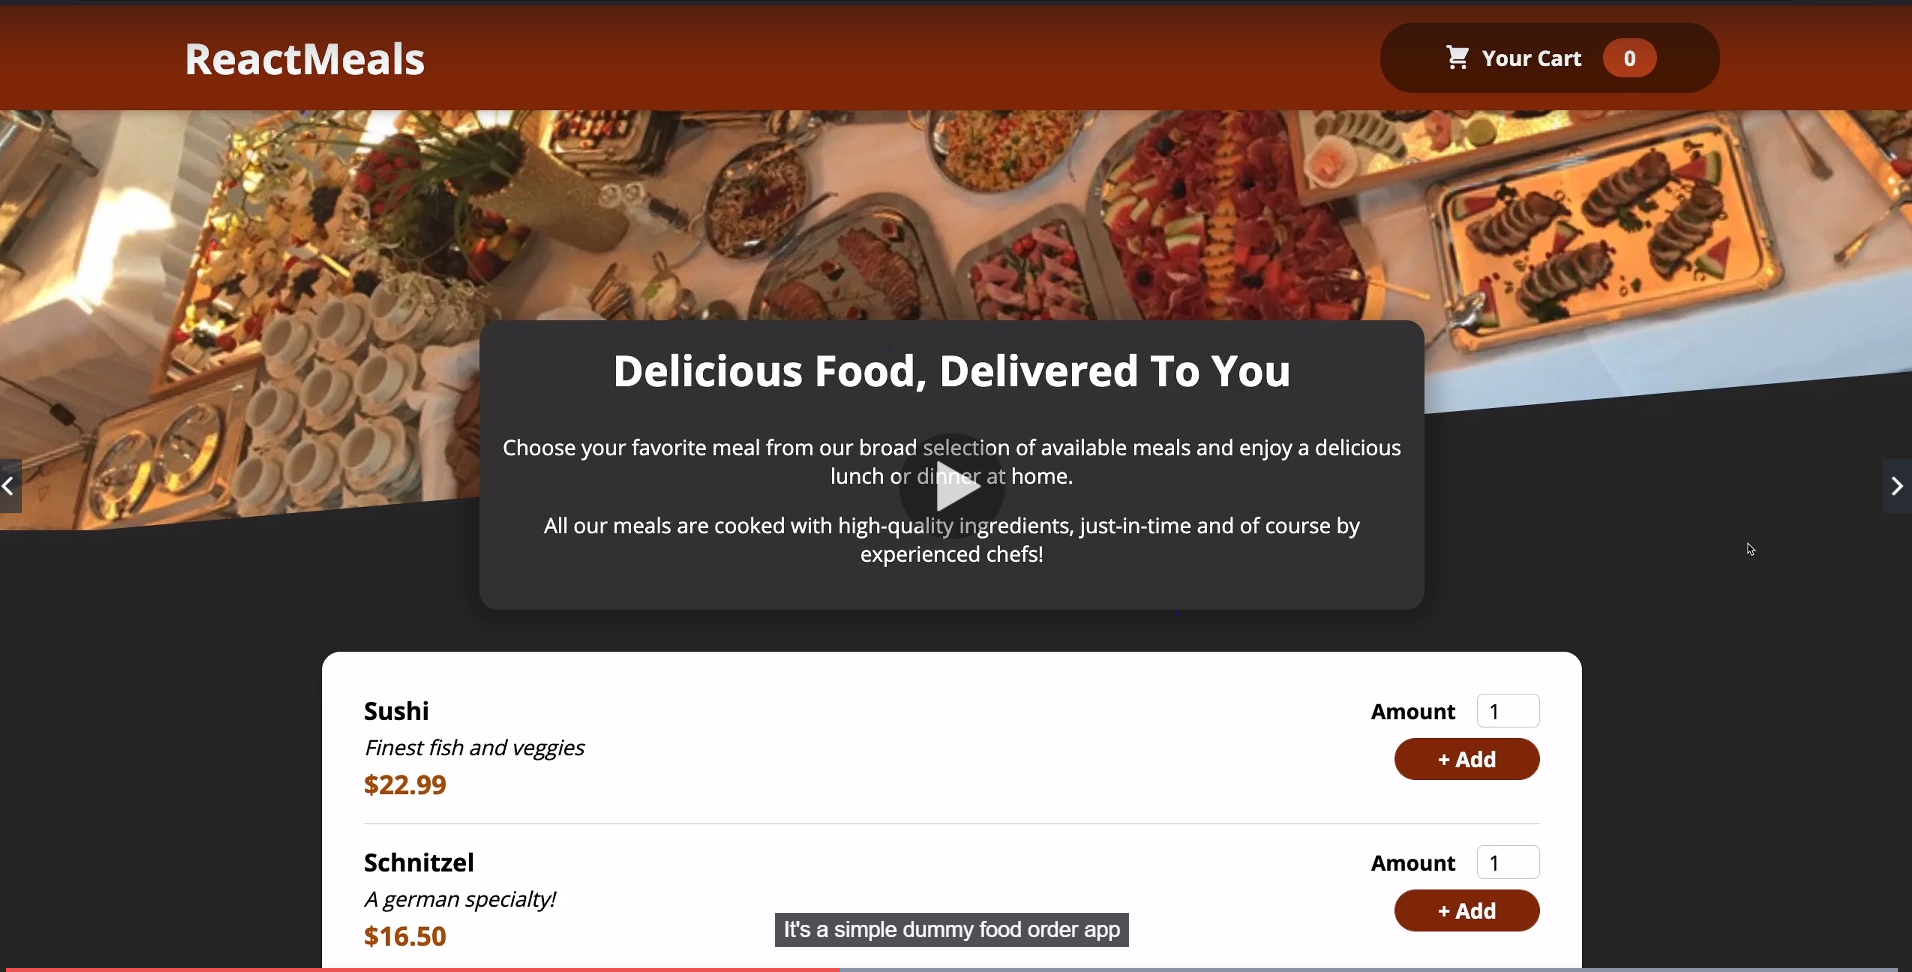 ReactMeals
Your Cart 0
Delicious Food, Delivered To You
Choose your favorite meal from our broad selection of available meals and enjoy a delicious
lunch or dinner at home.
All our meals are cooked with high-quality ingredients, just-in-time and of course by
experienced chefs!
Sushi
Amount 1
Finest fish and veggies
+ Add
$22.99
Schnitzel
Amount 1
A german specialty!
+ Add
$16.50
It's a simple dummy food order app